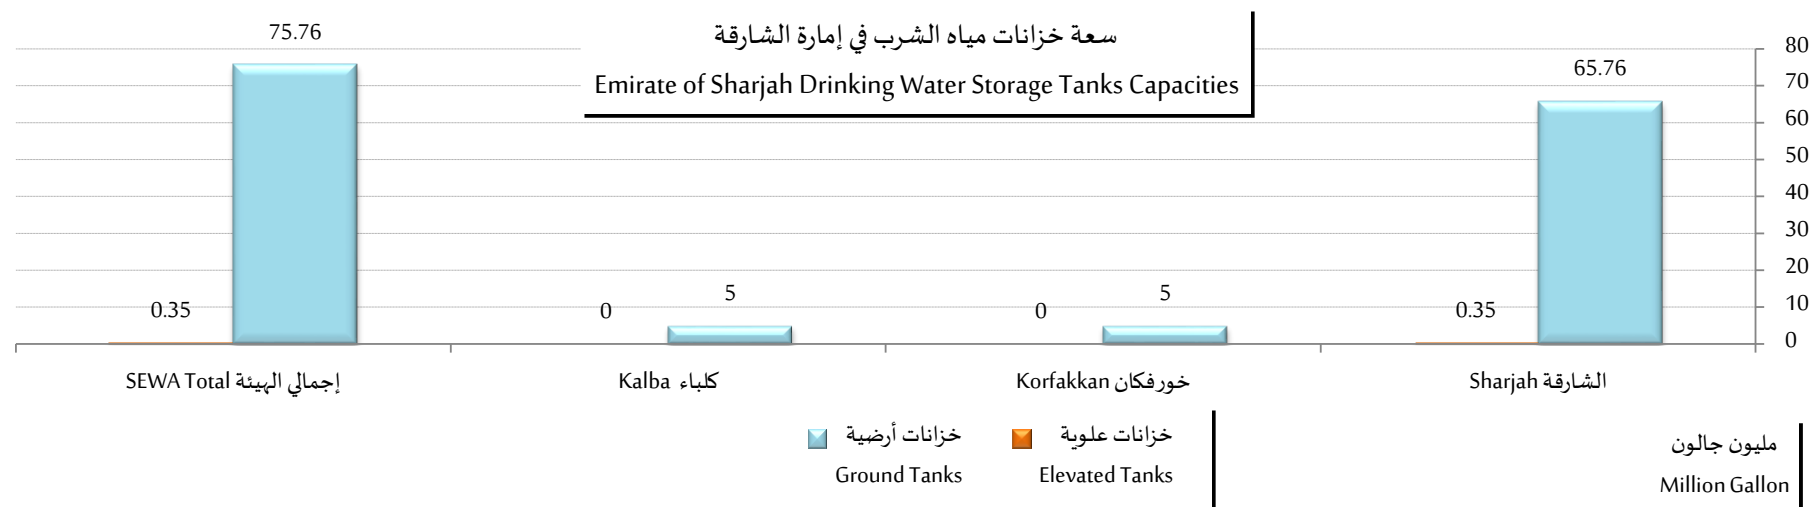 سعة خزانات مياه الشرب في إمارة الشارقة
Emirate of Sharjah Drinking Water Storage Tanks Capacities
80
70
60
50
40
30
20
10
0
65.76
0.35
5
0
5
0
75.76
0.35
الشارقة Sharjah
خورفكان Korfakkan
كلباء Kalba
إجمالي الهيئة SEWA Total
خزانات علوية
Elevated Tanks
خزانات أرضية
Ground Tanks
مليون جالون
Million Gallon